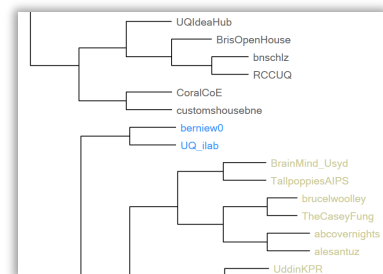 UQIdeaHub
BrisOpenHouse
bnschlz
RCCUQ
CoralCoE
customshousebne
berniew0
UQ_ilab
BrainMind_Usyd
TallpoppiesAIPS
brucelwoolley
TheCaseyFung
abcovernights
alesantuz
UddinKPR